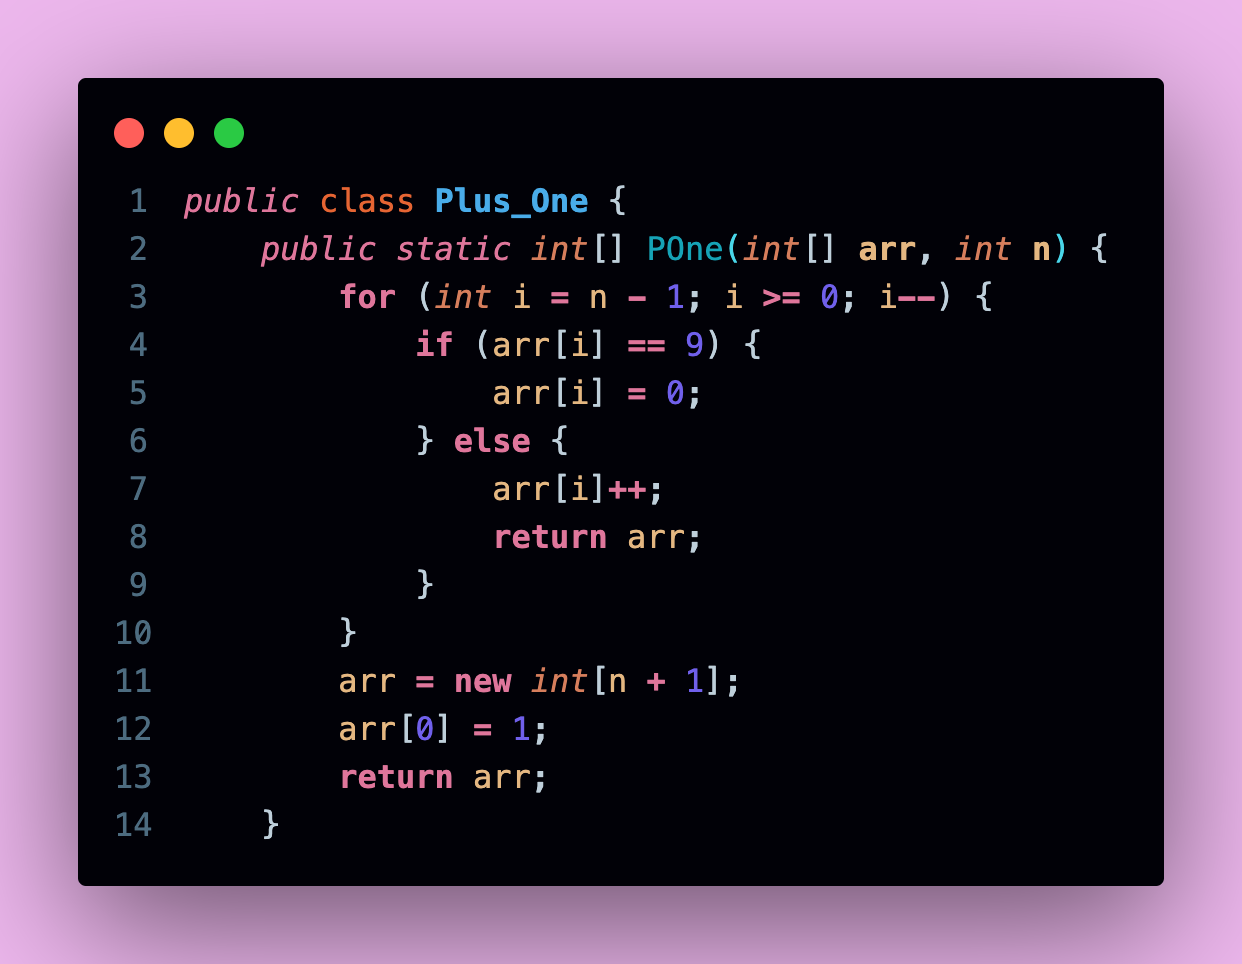 1 public class Plus_One {
2     public static int[] POne(int[] arr, int n) {
3         for (int i = n - 1; i >= 0; i--) {
4             if (arr[i] == 9) {
5                 arr[i] = 0;
6             } else {
7                 arr[i]++;
8                 return arr;
9             }
10         }
11         arr = new int[n + 1];
12         arr[0] = 1;
13         return arr;
14     }